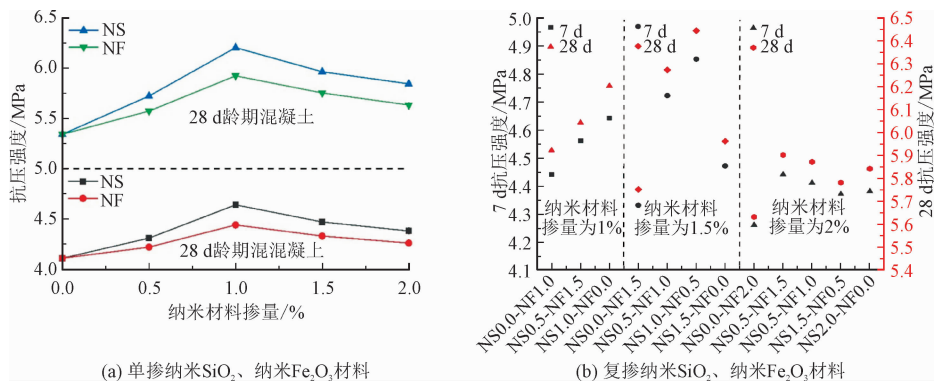 6.5
6.0
5.5
5.0
4.5
4.0
抗压强度/MPa
NS
NF
28 d龄期混凝土
NS
NF
28 d龄期混混凝土
0.0 0.5 1.0 1.5 2.0
纳米材料掺量/%
(a) 单掺纳米SiO₂、纳米Fe₂O₃材料
5.0
4.9
4.8
4.7
4.6
4.5
4.4
4.3
4.2
4.1
7 d抗压强度/MPa
7 d
28 d
7 d
28 d
7 d
28 d
纳米材料
掺量为1%
纳米材料
掺量为1.5%
纳米材料
掺量为2%
6.5
6.4
6.3
6.2
6.1
6.0
5.9
5.8
5.7
5.6
5.5
5.4
28 d抗压强度/MPa
NS0.0-NF1.0
NS0.5-NF1.5
NS1.0-NF0.0
NS0.0-NF1.5
NS0.5-NF1.0
NS1.0-NF0.5
NS1.5-NF0.0
NS0.0-NF2.0
NS0.5-NF1.5
NS0.5-NF1.0
NS1.5-NF0.5
NS2.0-NF0.0
(b) 复掺纳米SiO₂、纳米Fe₂O₃材料